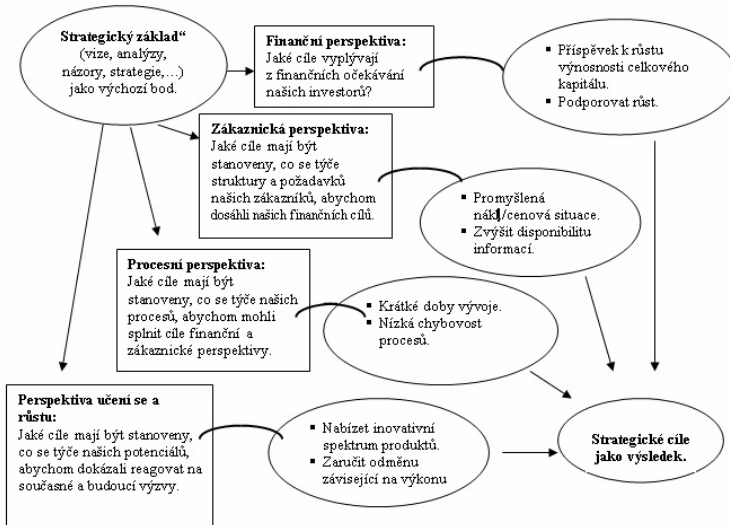 Strategický základ“
(vize, analýzy,
názory, strategie,...)
jako výchozí bod.
Finanční perspektiva:
Jaké cíle vyplývají
z finančních očekávání
našich investorů?
▪ Příspěvek k růstu
výnosnosti celkového
kapitálu.
▪ Podporovat růst.
Zákaznická perspektiva:
Jaké cíle mají být
stanoveny, co se týče
struktury a požadavků
našich zákazníků, abychom
dosáhli našich finančních cílů.
▪ Promyšlená
nákl/cenová situace.
▪ Zvýšit disponibilitu
informací.
Procesní perspektiva:
Jaké cíle mají být
stanoveny, co se týče našich
procesů, abychom mohli
splnit cíle finanční a
zákaznické perspektivy.
▪ Krátké doby vývoje.
▪ Nízká chybovost
procesů.
Perspektiva učení se a
růstu:
Jaké cíle mají být stanoveny,
co se týče našich potenciálů,
abychom dokázali reagovat na
současné a budoucí výzvy.
▪ Nabízet inovativní
spektrum produktů.
▪ Zaručit odměnu
závisející na výkonu
Strategické cíle
jako výsledek.